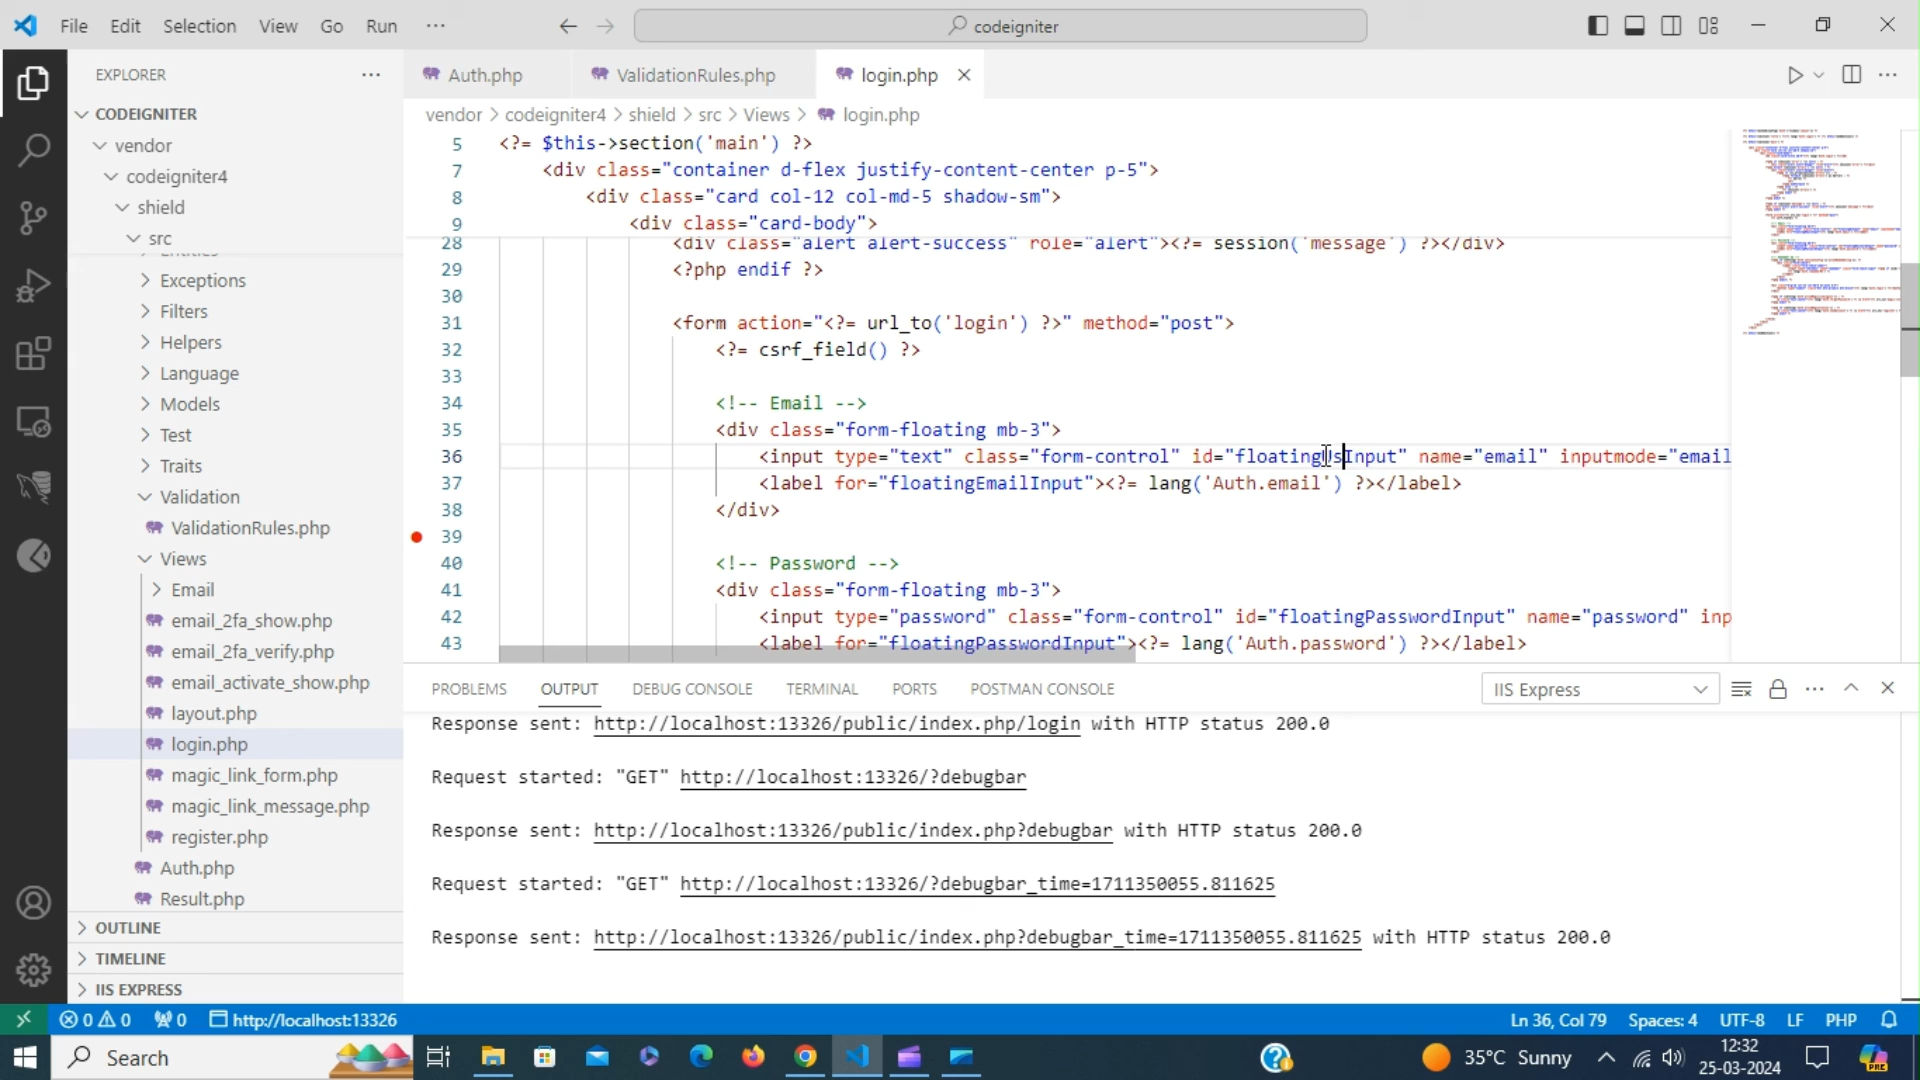 File Edit Selection View Go Run ··· codeigniter
EXPLORER ···
Auth.php ValidationRules.php login.php
CODEIGNITER
vendor
codeigniter4
shield
src
Exceptions
Filters
Helpers
Language
Models
Test
Traits
Validation
ValidationRules.php
Views
Email
email_2fa_show.php
email_2fa_verify.php
email_activate_show.php
layout.php
login.php
magic_link_form.php
magic_link_message.php
register.php
Auth.php
Result.php
OUTLINE
TIMELINE
IIS EXPRESS
vendor > codeigniter4 > shield > src > Views > login.php
5 <?= $this->section('main') ?>
7 <div class="container d-flex justify-content-center p-5">
8 <div class="card col-12 col-md-5 shadow-sm">
9 <div class="card-body">
28 <div class="alert alert-success" role="alert"><?= session('message') ?></div>
29 <?php endif ?>
30
31 <form action="<?= url_to('login') ?>" method="post">
32 <?= csrf_field() ?>
33
34 <!-- Email -->
35 <div class="form-floating mb-3">
36 <input type="text" class="form-control" id="floatingUsInput" name="email" inputmode="email
37 <label for="floatingEmailInput"><?= lang('Auth.email') ?></label>
38 </div>
39
40 <!-- Password -->
41 <div class="form-floating mb-3">
42 <input type="password" class="form-control" id="floatingPasswordInput" name="password" inp
43 <label for="floatingPasswordInput"><?= lang('Auth.password') ?></label>
PROBLEMS OUTPUT DEBUG CONSOLE TERMINAL PORTS POSTMAN CONSOLE IIS Express
Response sent: http://localhost:13326/public/index.php/login with HTTP status 200.0
Request started: "GET" http://localhost:13326/?debugbar
Response sent: http://localhost:13326/public/index.php?debugbar with HTTP status 200.0
Request started: "GET" http://localhost:13326/?debugbar_time=1711350055.811625
Response sent: http://localhost:13326/public/index.php?debugbar_time=1711350055.811625 with HTTP status 200.0
0 0 0 http://localhost:13326 Ln 36, Col 79 Spaces: 4 UTF-8 LF PHP
Search 35°C Sunny 12:32
25-03-2024
PRE